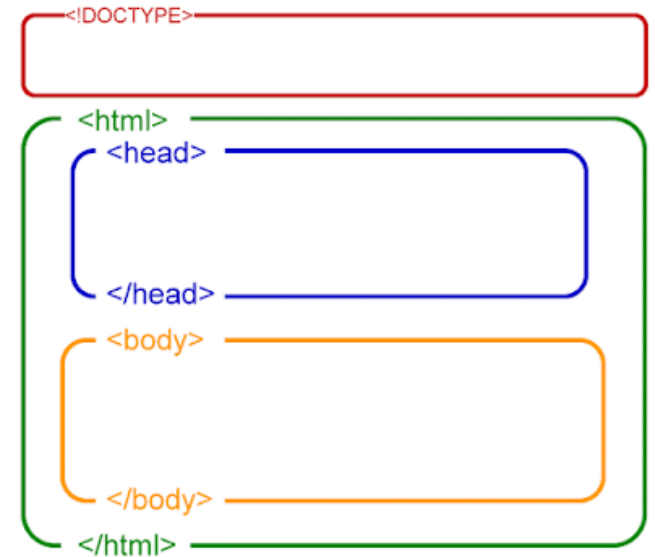 <!DOCTYPE>
<html>
<head>
</head>
<body>
</body>
</html>